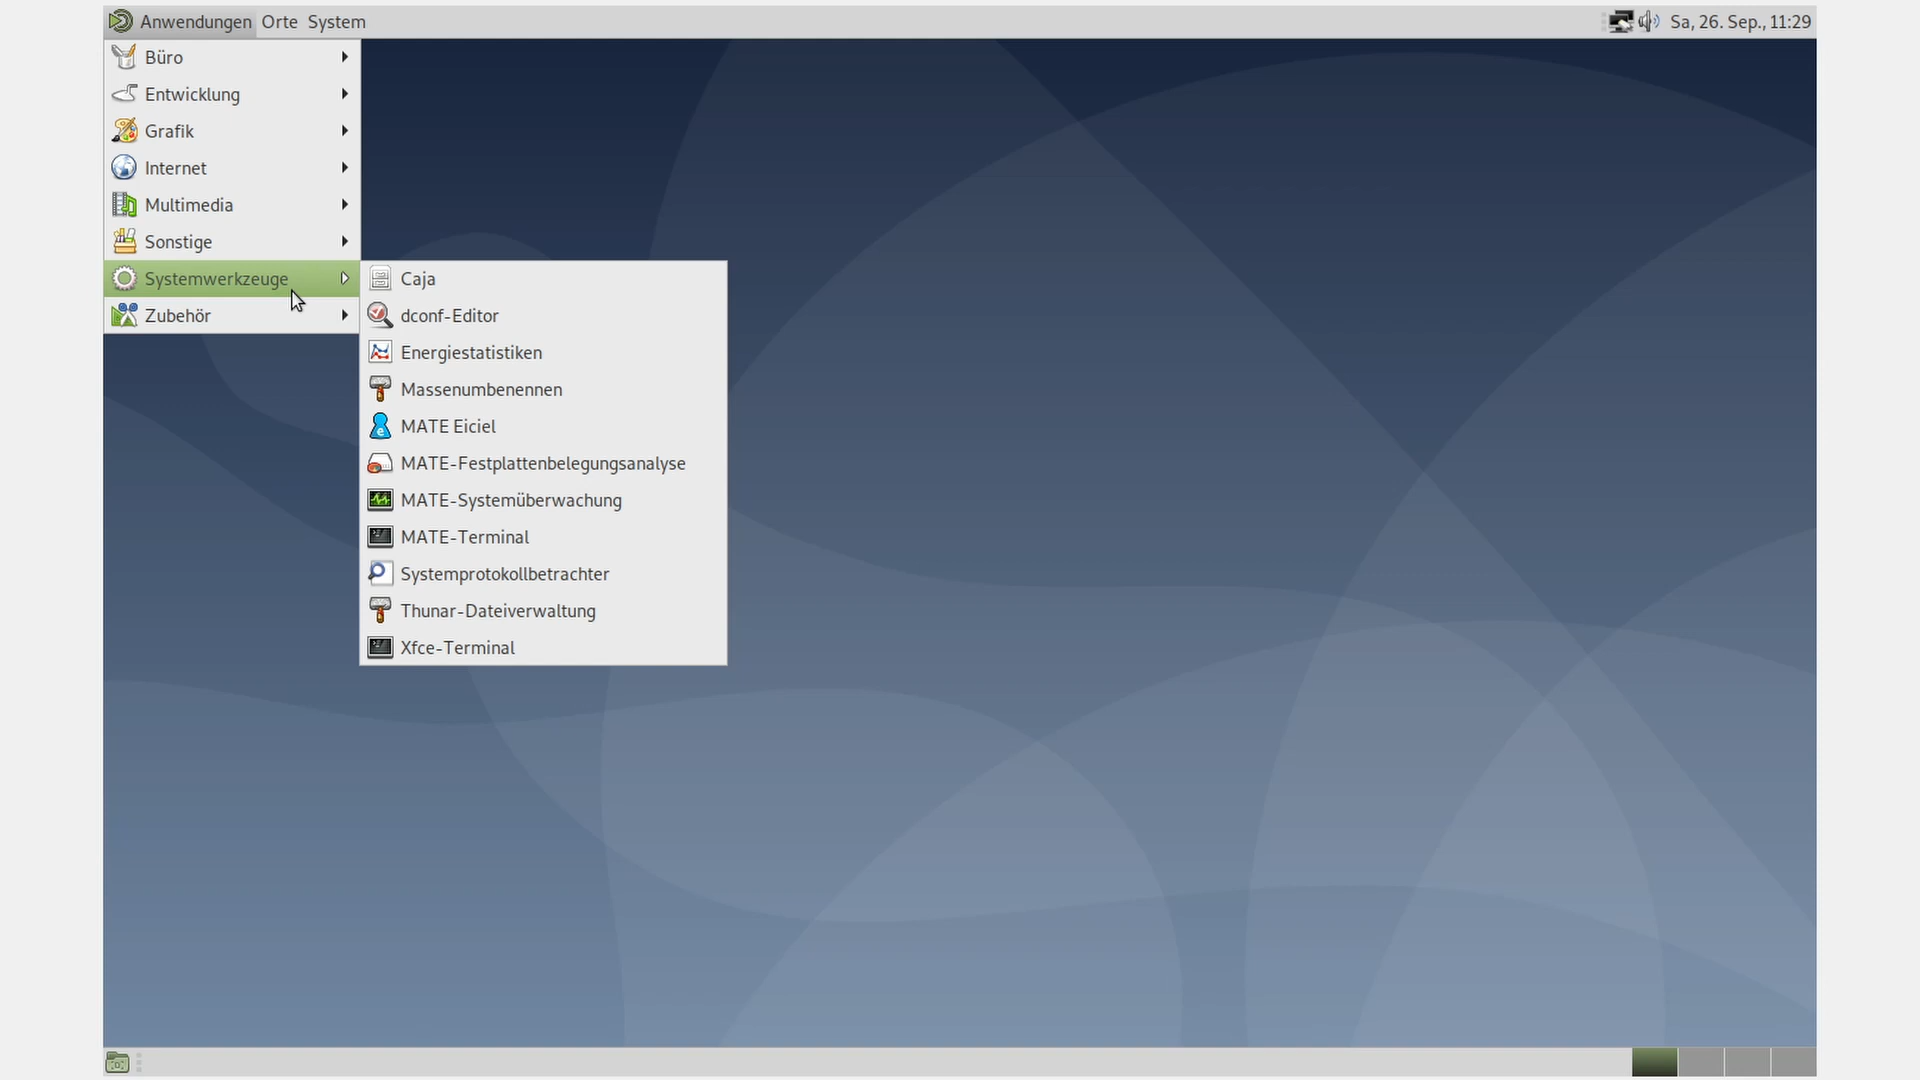 Anwendungen Orte System
Sa, 26. Sep., 11:29
Büro
Entwicklung
Grafik
Internet
Multimedia
Sonstige
Systemwerkzeuge
Zubehör
Caja
dconf-Editor
Energiestatistiken
Massenumbenennen
MATE Eiciel
MATE-Festplattenbelegungsanalyse
MATE-Systemüberwachung
MATE-Terminal
Systemprotokollbetrachter
Thunar-Dateiverwaltung
Xfce-Terminal